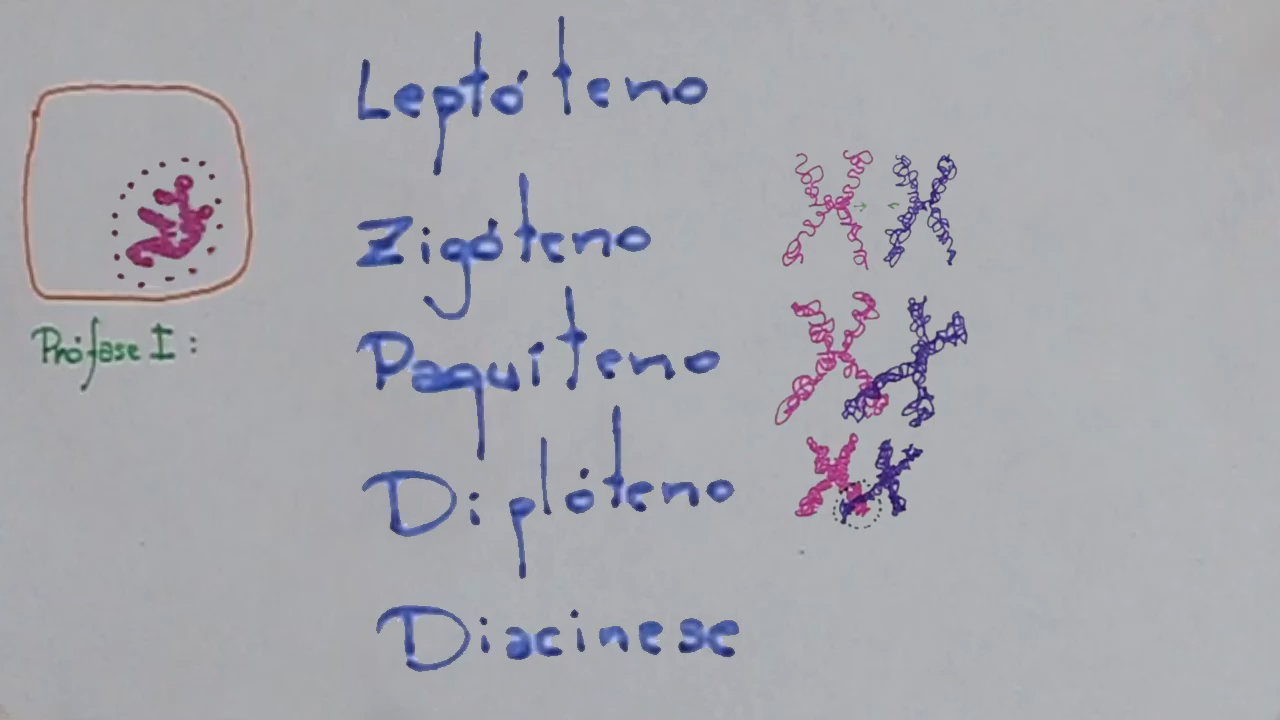 Leptóteno
Zigóteno
Paquíteno
Diplóteno
Diacinese
Prófase I: